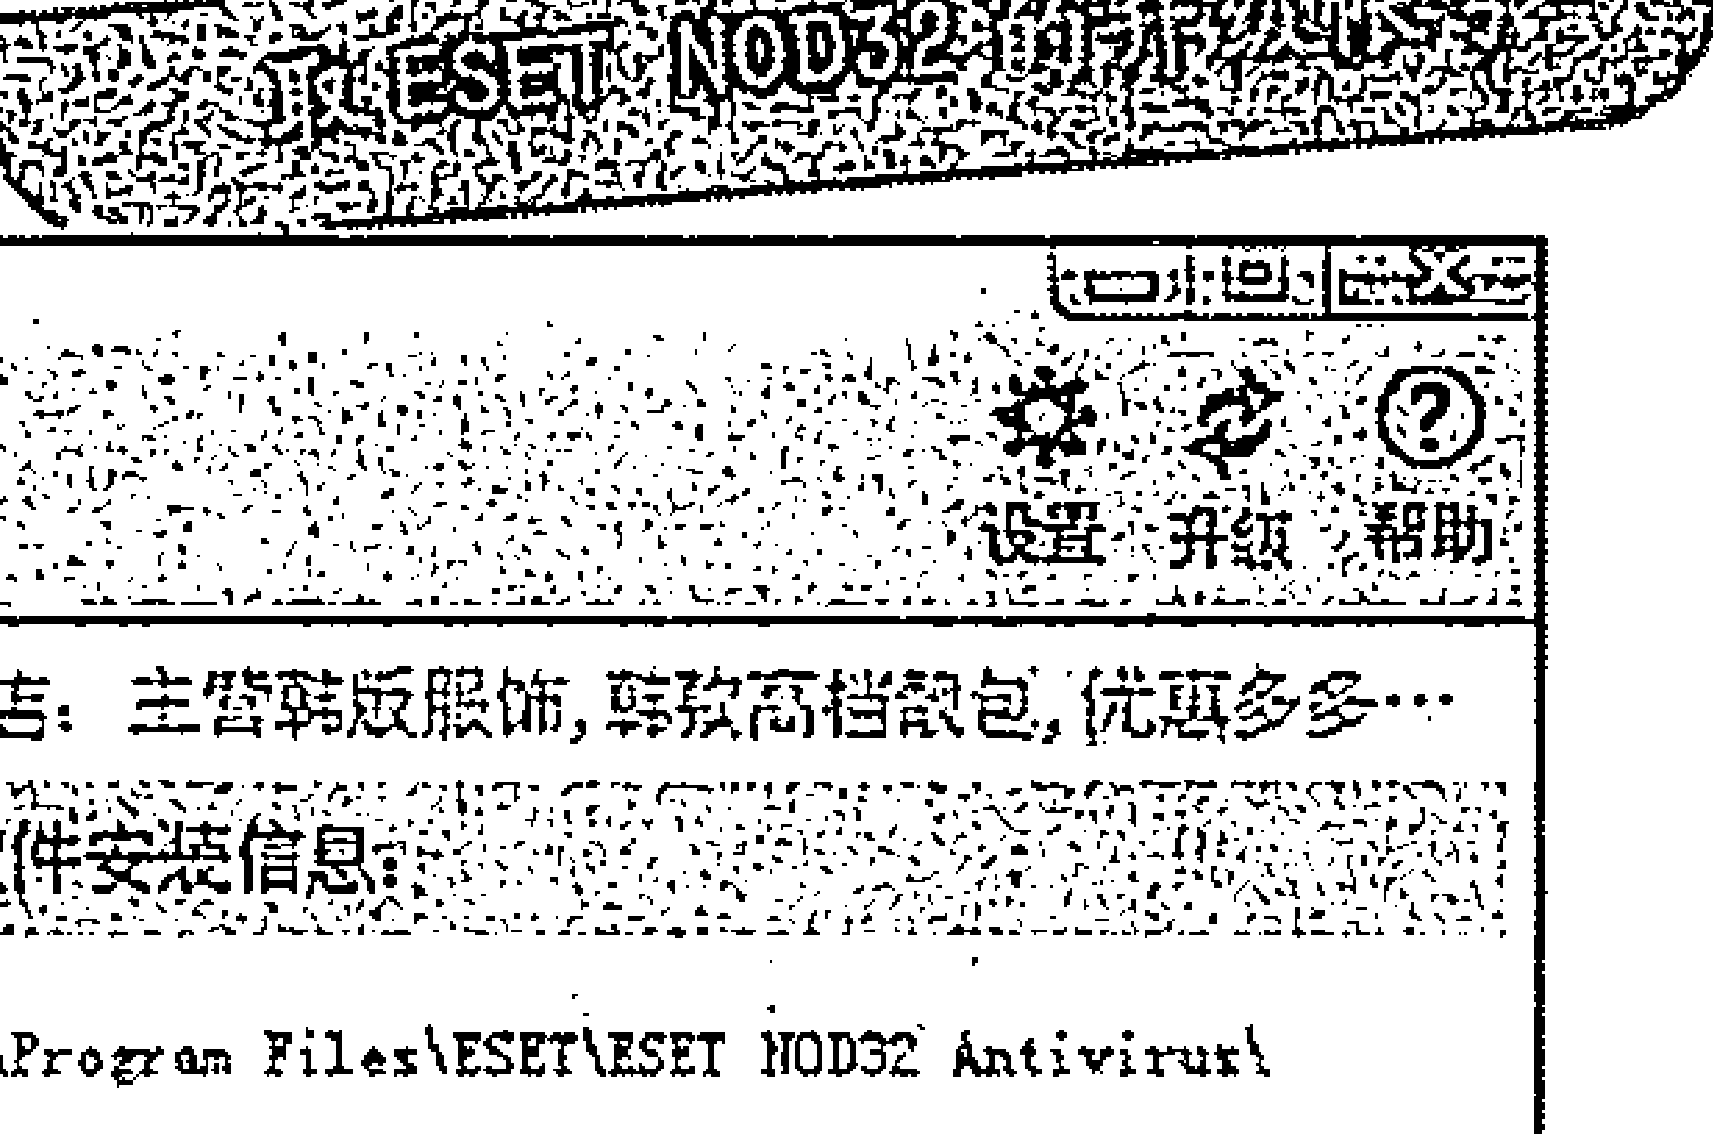 ESET NOD32
设置 升级 帮助
店: 主营韩版服饰,韩款高档靓包,优惠多多…
件安装信息:
\Program Files\ESET\ESET NOD32 Antivirus\